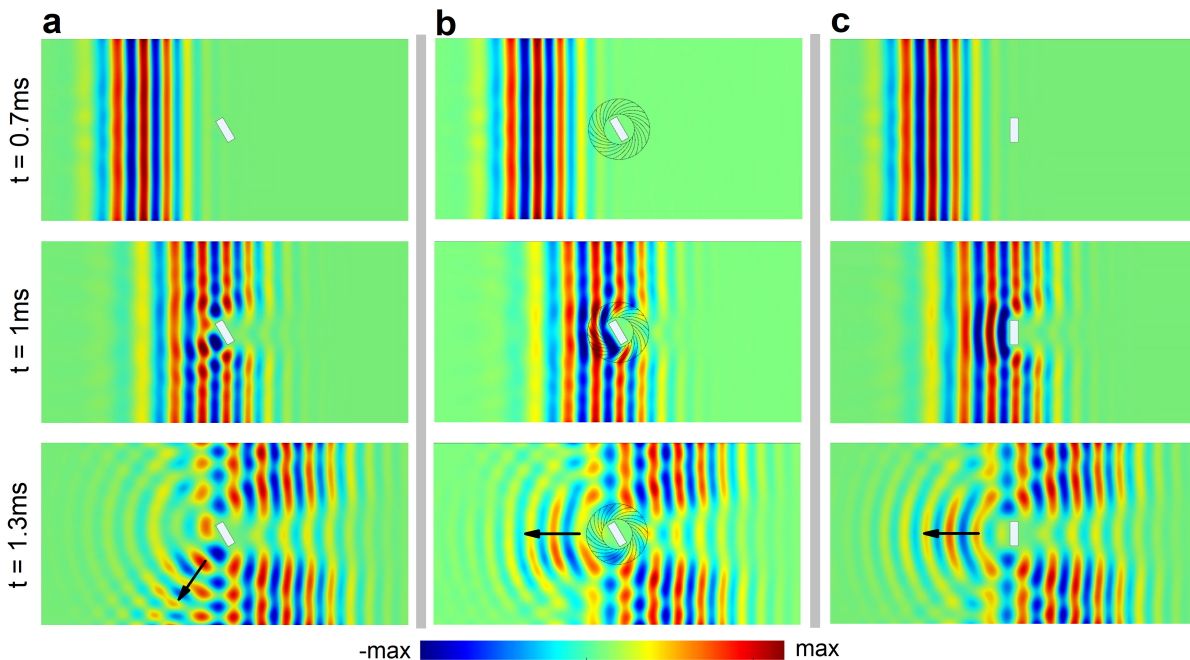 a
b
c
t = 0.7ms
t = 1ms
t = 1.3ms
-max
max